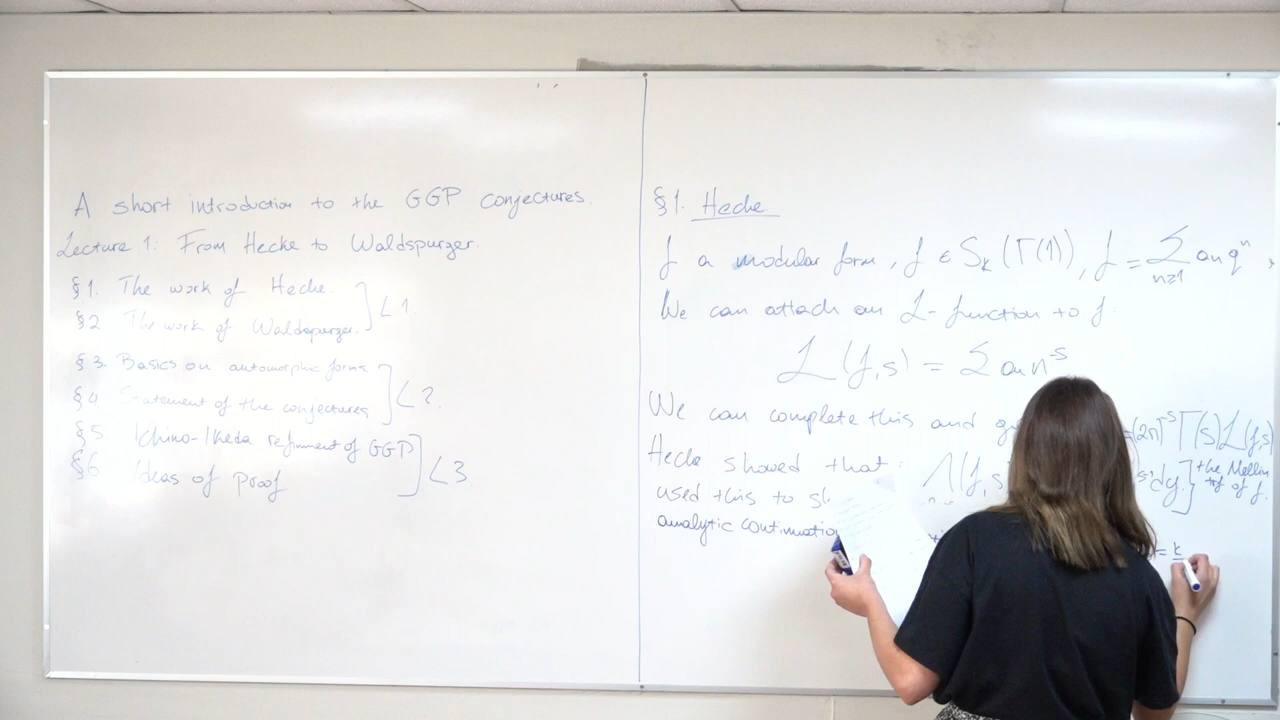 A short introduction to the GGP conjectures.
Lecture 1: From Hecke to Waldspurger.
§1. The work of Hecke.
§2 The work of Waldspurger. } L1.
§3. Basics on automorphic forms
§4 Statement of the conjectures. } L2.
§5 Ichino-Ikeda refinment of GGP
§6 Ideas of Proof } L3
§1. Hecke
f a modular form, f ∈ S_k(Γ(1)), f = Σ_{n≥1} a_n q^n,
We can attach an L-function to f
L(f,s) = Σ a_n n^{-s}
We can complete this and = (2π)^{-s} Γ(s) L(f,s)
Hecke showed that: Λ(f,s dy.] the Mellin tf of f.
used this to
analytic continuation
= k